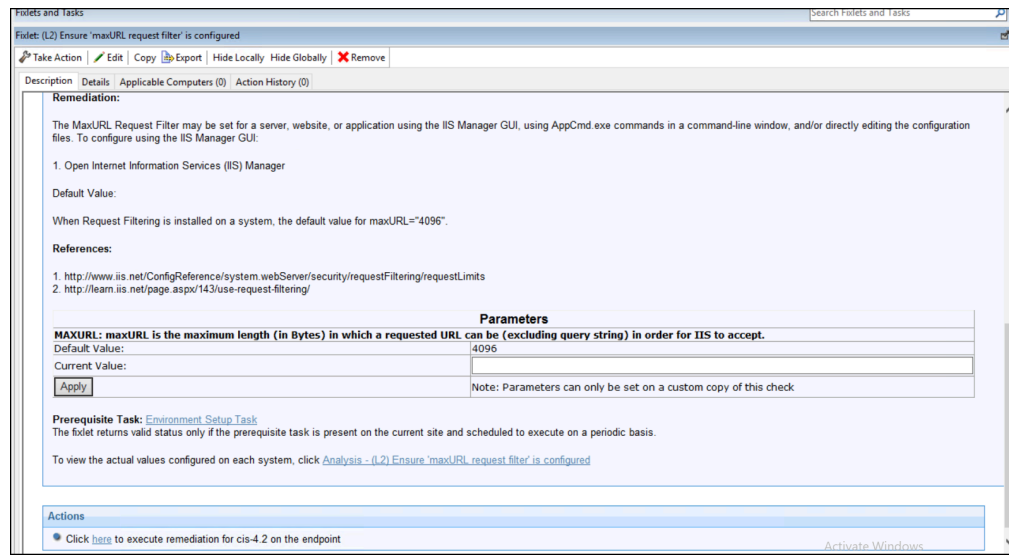 Fixlets and Tasks
Search Fixlets and Tasks
Fixlet: (L2) Ensure 'maxURL request filter' is configured
Take Action Edit Copy Export Hide Locally Hide Globally Remove
Description Details Applicable Computers (0) Action History (0)
Remediation:
The MaxURL Request Filter may be set for a server, website, or application using the IIS Manager GUI, using AppCmd.exe commands in a command-line window, and/or directly editing the configuration
files. To configure using the IIS Manager GUI:
1. Open Internet Information Services (IIS) Manager
Default Value:
When Request Filtering is installed on a system, the default value for maxURL="4096".
References:
1. http://www.iis.net/ConfigReference/system.webServer/security/requestFiltering/requestLimits
2. http://learn.iis.net/page.aspx/143/use-request-filtering/
Parameters
MAXURL: maxURL is the maximum length (in Bytes) in which a requested URL can be (excluding query string) in order for IIS to accept.
Default Value: 4096
Current Value:
Apply Note: Parameters can only be set on a custom copy of this check
Prerequisite Task: Environment Setup Task
The fixlet returns valid status only if the prerequisite task is present on the current site and scheduled to execute on a periodic basis.
To view the actual values configured on each system, click Analysis - (L2) Ensure 'maxURL request filter' is configured
Actions
Click here to execute remediation for cis-4.2 on the endpoint
Activate Windows